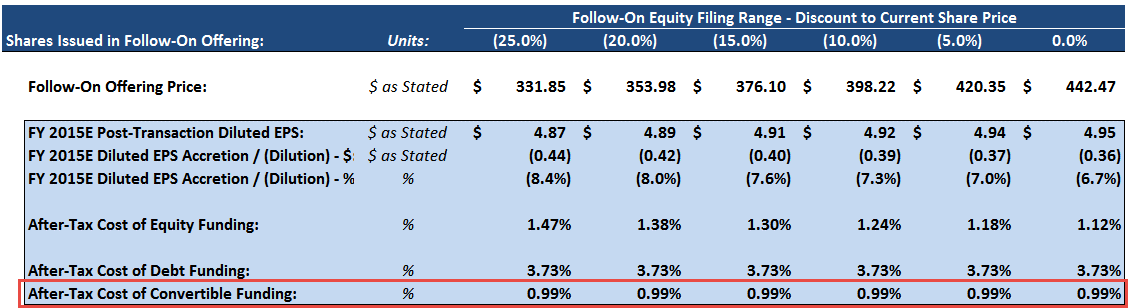 Follow-On Equity Filing Range - Discount to Current Share Price
Shares Issued in Follow-On Offering: Units: (25.0%) (20.0%) (15.0%) (10.0%) (5.0%) 0.0%
Follow-On Offering Price: $ as Stated $ 331.85 $ 353.98 $ 376.10 $ 398.22 $ 420.35 $ 442.47
FY 2015E Post-Transaction Diluted EPS: $ as Stated $ 4.87 $ 4.89 $ 4.91 $ 4.92 $ 4.94 $ 4.95
FY 2015E Diluted EPS Accretion / (Dilution) - $: $ as Stated (0.44) (0.42) (0.40) (0.39) (0.37) (0.36)
FY 2015E Diluted EPS Accretion / (Dilution) - % % (8.4%) (8.0%) (7.6%) (7.3%) (7.0%) (6.7%)
After-Tax Cost of Equity Funding: % 1.47% 1.38% 1.30% 1.24% 1.18% 1.12%
After-Tax Cost of Debt Funding: % 3.73% 3.73% 3.73% 3.73% 3.73% 3.73%
After-Tax Cost of Convertible Funding: % 0.99% 0.99% 0.99% 0.99% 0.99% 0.99%